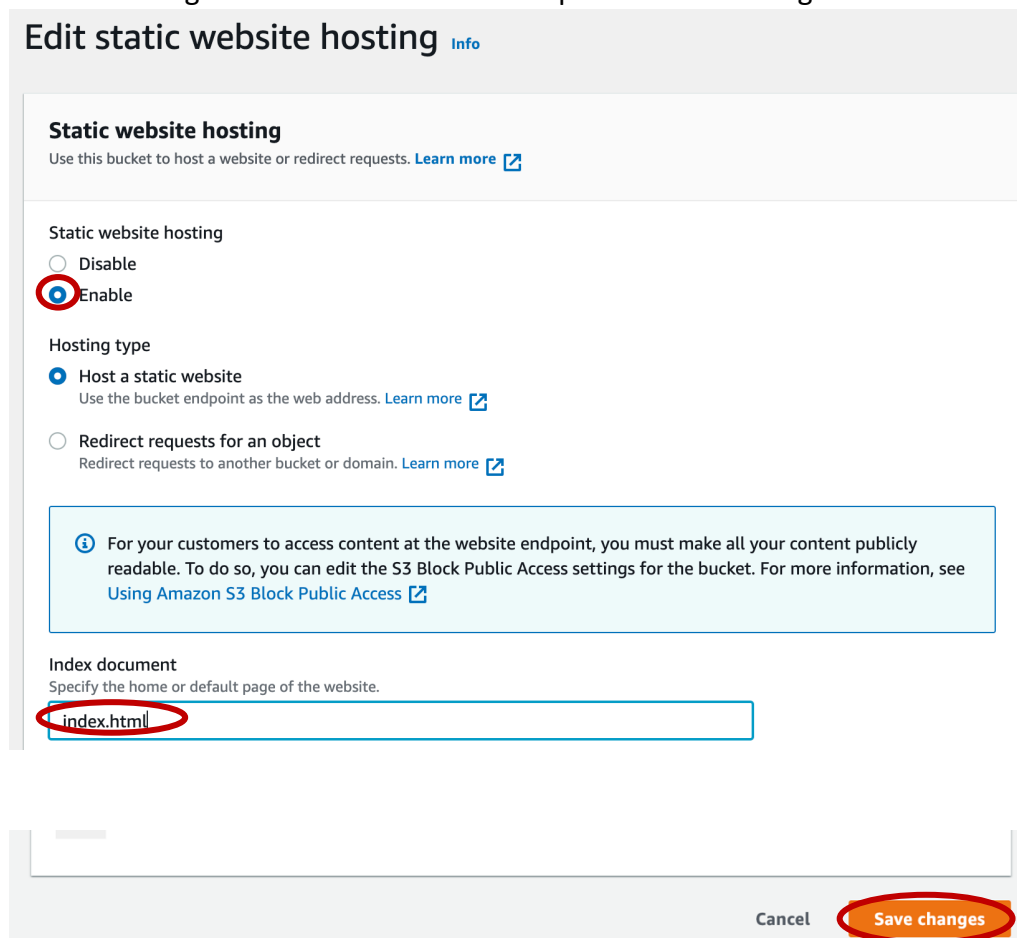 Edit static website hosting Info
Static website hosting
Use this bucket to host a website or redirect requests. Learn more
Static website hosting
Disable
Enable
Hosting type
Host a static website
Use the bucket endpoint as the web address. Learn more
Redirect requests for an object
Redirect requests to another bucket or domain. Learn more
For your customers to access content at the website endpoint, you must make all your content publicly
readable. To do so, you can edit the S3 Block Public Access settings for the bucket. For more information, see
Using Amazon S3 Block Public Access
Index document
Specify the home or default page of the website.
index.html
Cancel Save changes